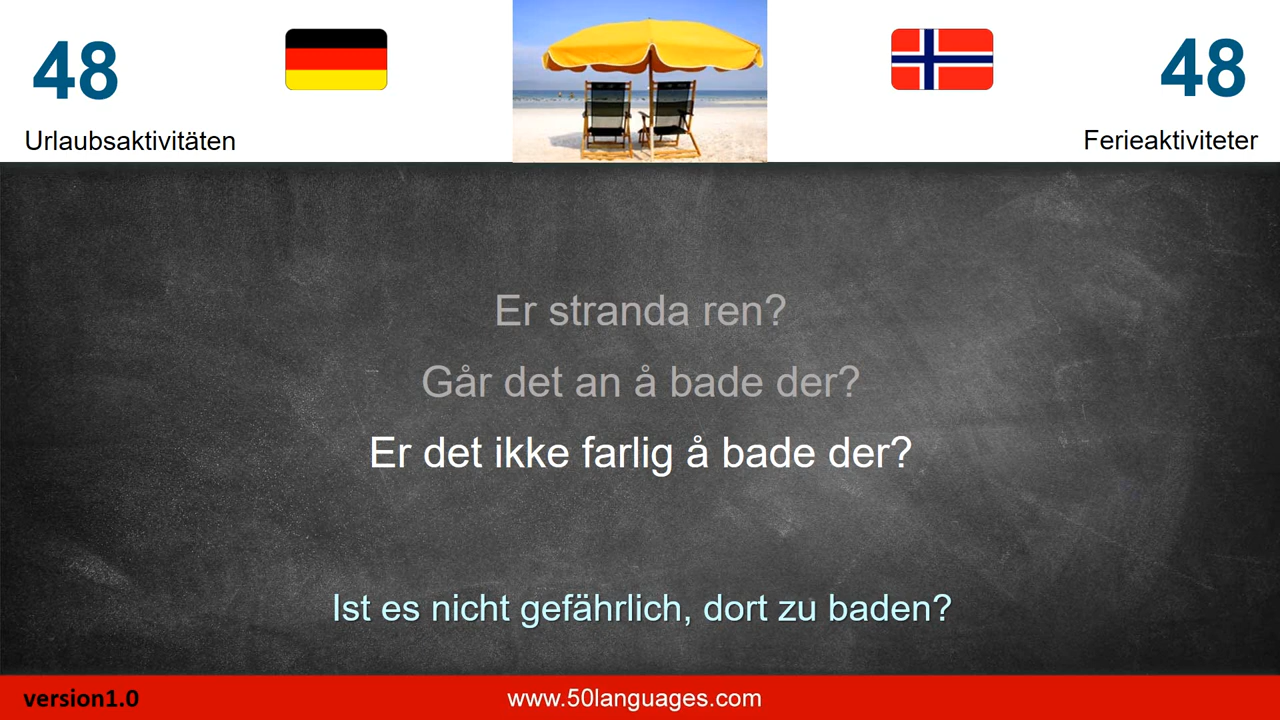 48
48
Urlaubsaktivitäten
Ferieaktiviteter
Er stranda ren?
Går det an å bade der?
Er det ikke farlig å bade der?
Ist es nicht gefährlich, dort zu baden?
version1.0
www.50languages.com